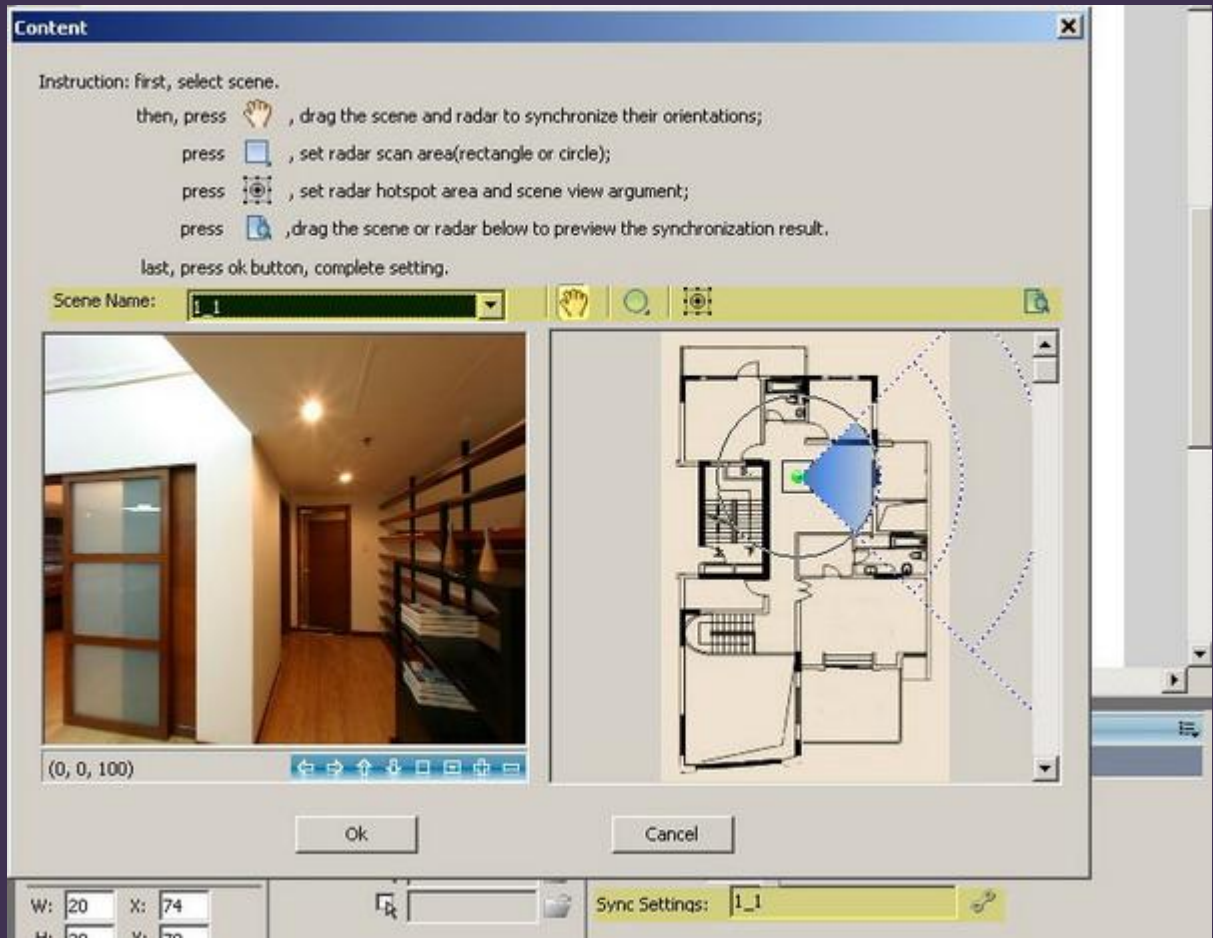 Content
Instruction: first, select scene.
then, press , drag the scene and radar to synchronize their orientations;
press , set radar scan area(rectangle or circle);
press , set radar hotspot area and scene view argument;
press ,drag the scene or radar below to preview the synchronization result.
last, press ok button, complete setting.
Scene Name: 1_1
(0, 0, 100)
Ok Cancel
W: 20 X: 74 Sync Settings: 1_1